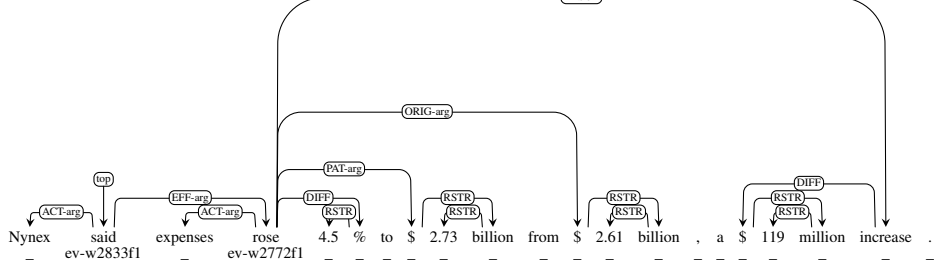 ORIG-arg
PAT-arg
top
EFF-arg DIFF RSTR RSTR DIFF
RSTR
ACT-arg ACT-arg RSTR RSTR RSTR RSTR
Nynex said expenses rose 4.5 % to $ 2.73 billion from $ 2.61 billion , a $ 119 million increase .
ev-w2833f1 ev-w2772f1
_ _ _ _ _ _ _ _ _ _ _ _ _ _ _ _ _ _